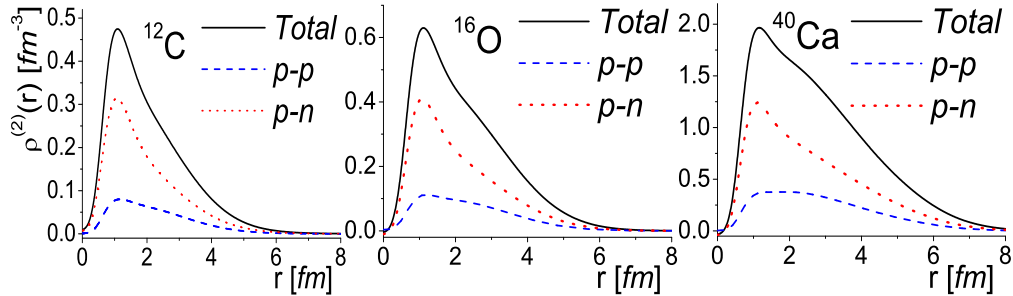 ρ(2)(r) [fm-3]
12C
Total
p-p
p-n
0.5
0.4
0.3
0.2
0.1
0.0
0 2 4 6 8
r [fm]
16O
Total
p-p
p-n
0.6
0.4
0.2
0.0
0 2 4 6 8
r [fm]
40Ca
Total
p-p
p-n
2.0
1.5
1.0
0.5
0.0
0 2 4 6 8
r [fm]